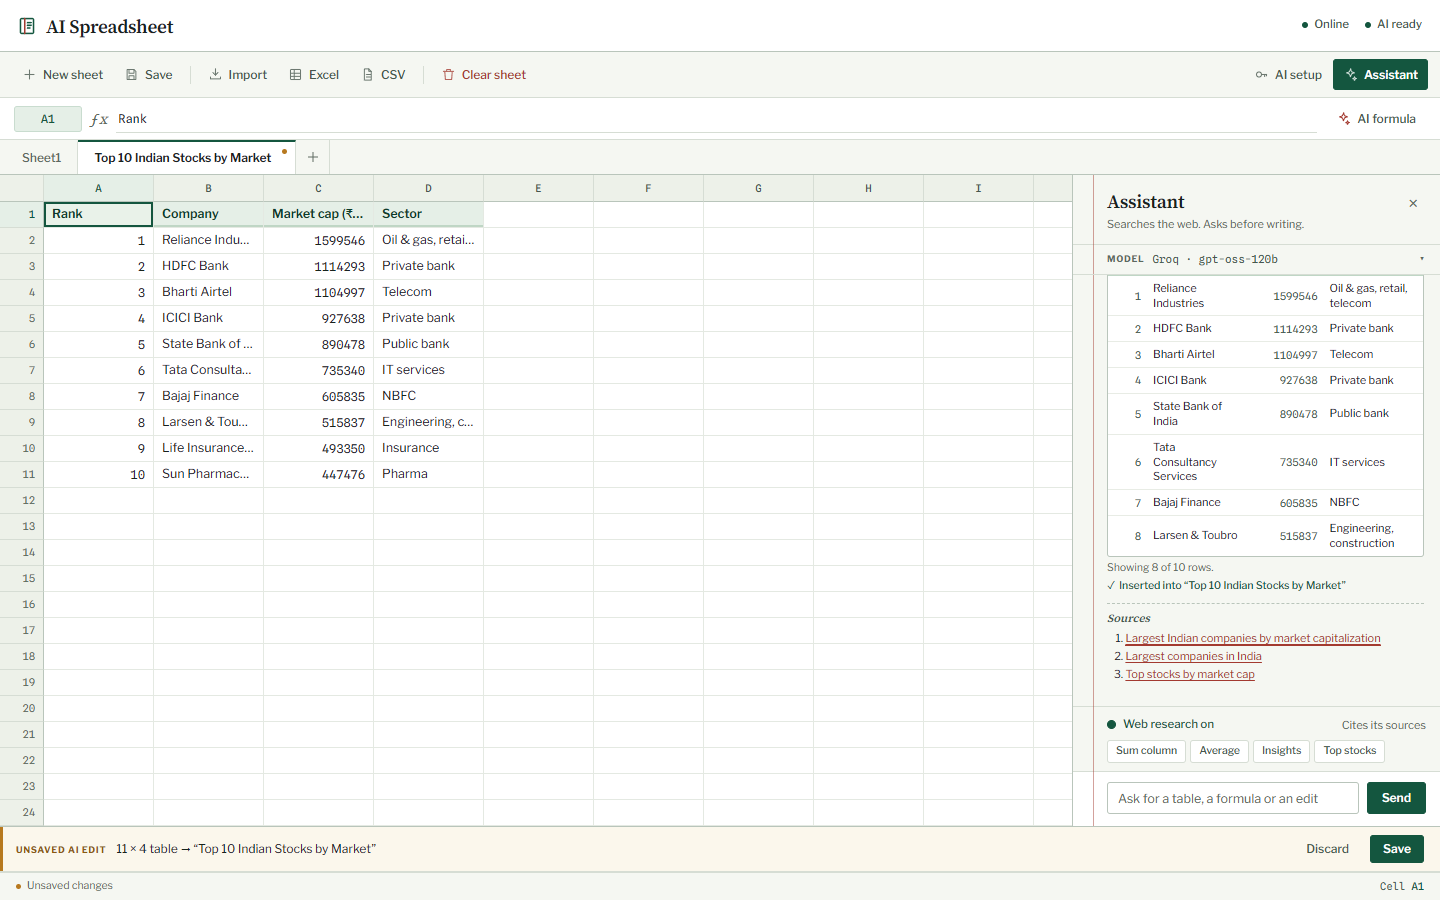 AI Spreadsheet
Online AI ready
New sheet Save Import Excel CSV Clear sheet AI setup Assistant
A1 ƒx Rank AI formula
Sheet1 Top 10 Indian Stocks by Market +
A B C D E F G H I
1 Rank Company Market cap (₹... Sector
2 1 Reliance Indu... 1599546 Oil & gas, retai...
3 2 HDFC Bank 1114293 Private bank
4 3 Bharti Airtel 1104997 Telecom
5 4 ICICI Bank 927638 Private bank
6 5 State Bank of ... 890478 Public bank
7 6 Tata Consulta... 735340 IT services
8 7 Bajaj Finance 605835 NBFC
9 8 Larsen & Tou... 515837 Engineering, c...
10 9 Life Insurance... 493350 Insurance
11 10 Sun Pharmac... 447476 Pharma
12
13
14
15
16
17
18
19
20
21
22
23
24
Assistant ×
Searches the web. Asks before writing.
MODEL Groq · gpt-oss-120b
1 Reliance Industries 1599546 Oil & gas, retail, telecom
2 HDFC Bank 1114293 Private bank
3 Bharti Airtel 1104997 Telecom
4 ICICI Bank 927638 Private bank
5 State Bank of India 890478 Public bank
6 Tata Consultancy Services 735340 IT services
7 Bajaj Finance 605835 NBFC
8 Larsen & Toubro 515837 Engineering, construction
Showing 8 of 10 rows.
✓ Inserted into “Top 10 Indian Stocks by Market”
Sources
1. Largest Indian companies by market capitalization
2. Largest companies in India
3. Top stocks by market cap
Web research on Cites its sources
Sum column Average Insights Top stocks
Ask for a table, a formula or an edit Send
UNSAVED AI EDIT 11 × 4 table → “Top 10 Indian Stocks by Market” Discard Save
Unsaved changes Cell A1